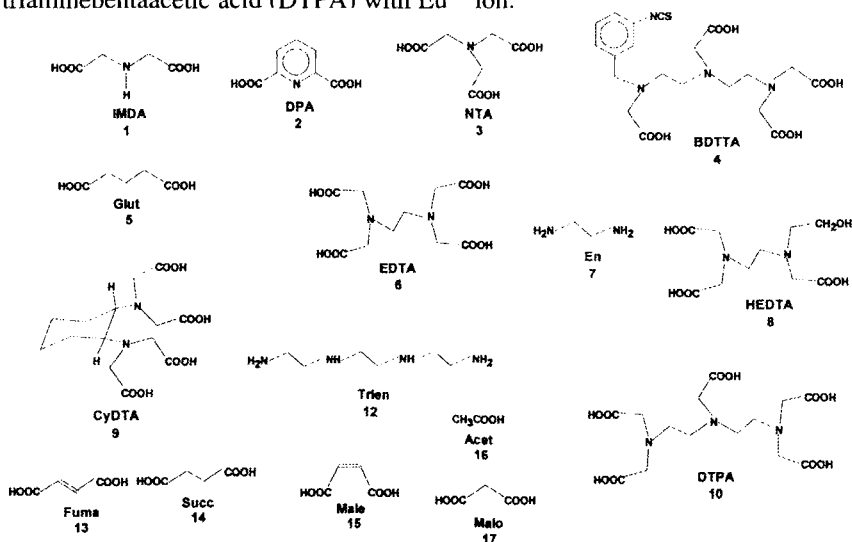 triaminebentaacetic acid (DTPA) with Eu ion.
HOOC COOH
N
H
IMDA
1
HOOC N COOH
DPA
2
HOOC N COOH
COOH
NTA
3
NCS
COOH
N N N COOH
COOH COOH
BDTTA
4
HOOC COOH
Glut
5
HOOC COOH
N N
HOOC COOH
EDTA
6
H₂N NH₂
En
7
HOOC CH₂OH
N N
HOOC COOH
HEDTA
8
COOH
H N COOH
N COOH
H
COOH
CyDTA
9
H₂N NH NH NH₂
Trien
12
CH₃COOH
Acet
16
COOH
HOOC COOH
N N N
HOOC COOH
DTPA
10
HOOC COOH
Fuma
13
HOOC COOH
Succ
14
HOOC COOH
Male
15
HOOC COOH
Malo
17